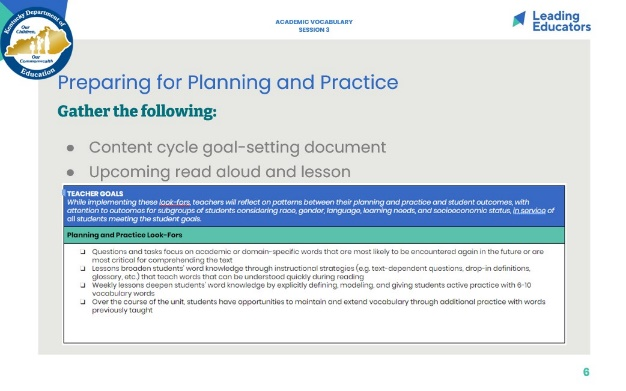 Kentucky Department of
Our
Children,
Our
Commonwealth
Education
ACADEMIC VOCABULARY
SESSION 3
Leading
Educators
Preparing for Planning and Practice
Gather the following:
● Content cycle goal-setting document
● Upcoming read aloud and lesson
TEACHER GOALS
While implementing these look-fors, teachers will reflect on patterns between their planning and practice and student outcomes, with
attention to outcomes for subgroups of students considering race, gender, language, learning needs, and socioeconomic status, in service of
all students meeting the student goals.
Planning and Practice Look-Fors
❑ Questions and tasks focus on academic or domain-specific words that are most likely to be encountered again in the future or are
most critical for comprehending the text
❑ Lessons broaden students' word knowledge through instructional strategies (e.g. text-dependent questions, drop-in definitions,
glossary, etc.) that teach words that can be understood quickly during reading
❑ Weekly lessons deepen students' word knowledge by explicitly defining, modeling, and giving students active practice with 6-10
vocabulary words
❑ Over the course of the unit, students have opportunities to maintain and extend vocabulary through additional practice with words
previously taught
6